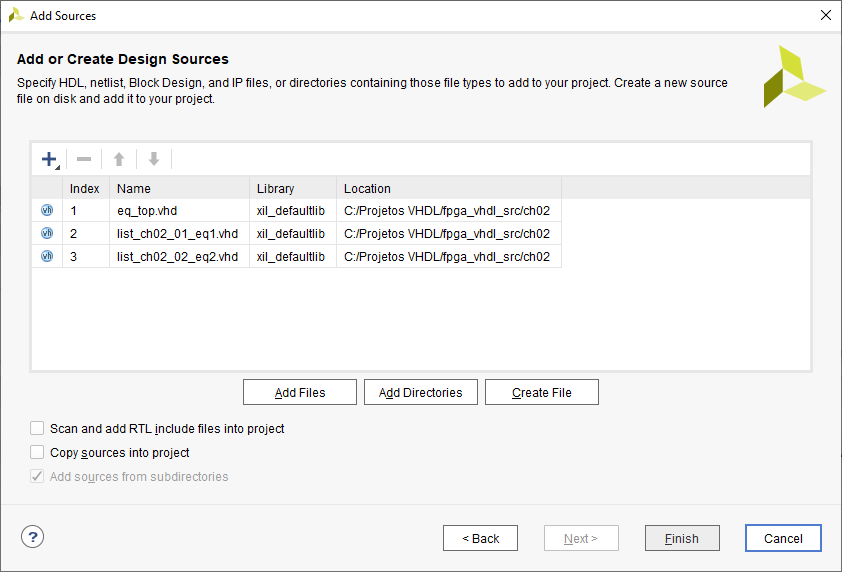 Add Sources
Add or Create Design Sources
Specify HDL, netlist, Block Design, and IP files, or directories containing those file types to add to your project. Create a new source
file on disk and add it to your project.
Index Name Library Location
vh 1 eq_top.vhd xil_defaultlib C:/Projetos VHDL/fpga_vhdl_src/ch02
vh 2 list_ch02_01_eq1.vhd xil_defaultlib C:/Projetos VHDL/fpga_vhdl_src/ch02
vh 3 list_ch02_02_eq2.vhd xil_defaultlib C:/Projetos VHDL/fpga_vhdl_src/ch02
Add Files Add Directories Create File
Scan and add RTL include files into project
Copy sources into project
Add sources from subdirectories
? < Back Next > Finish Cancel